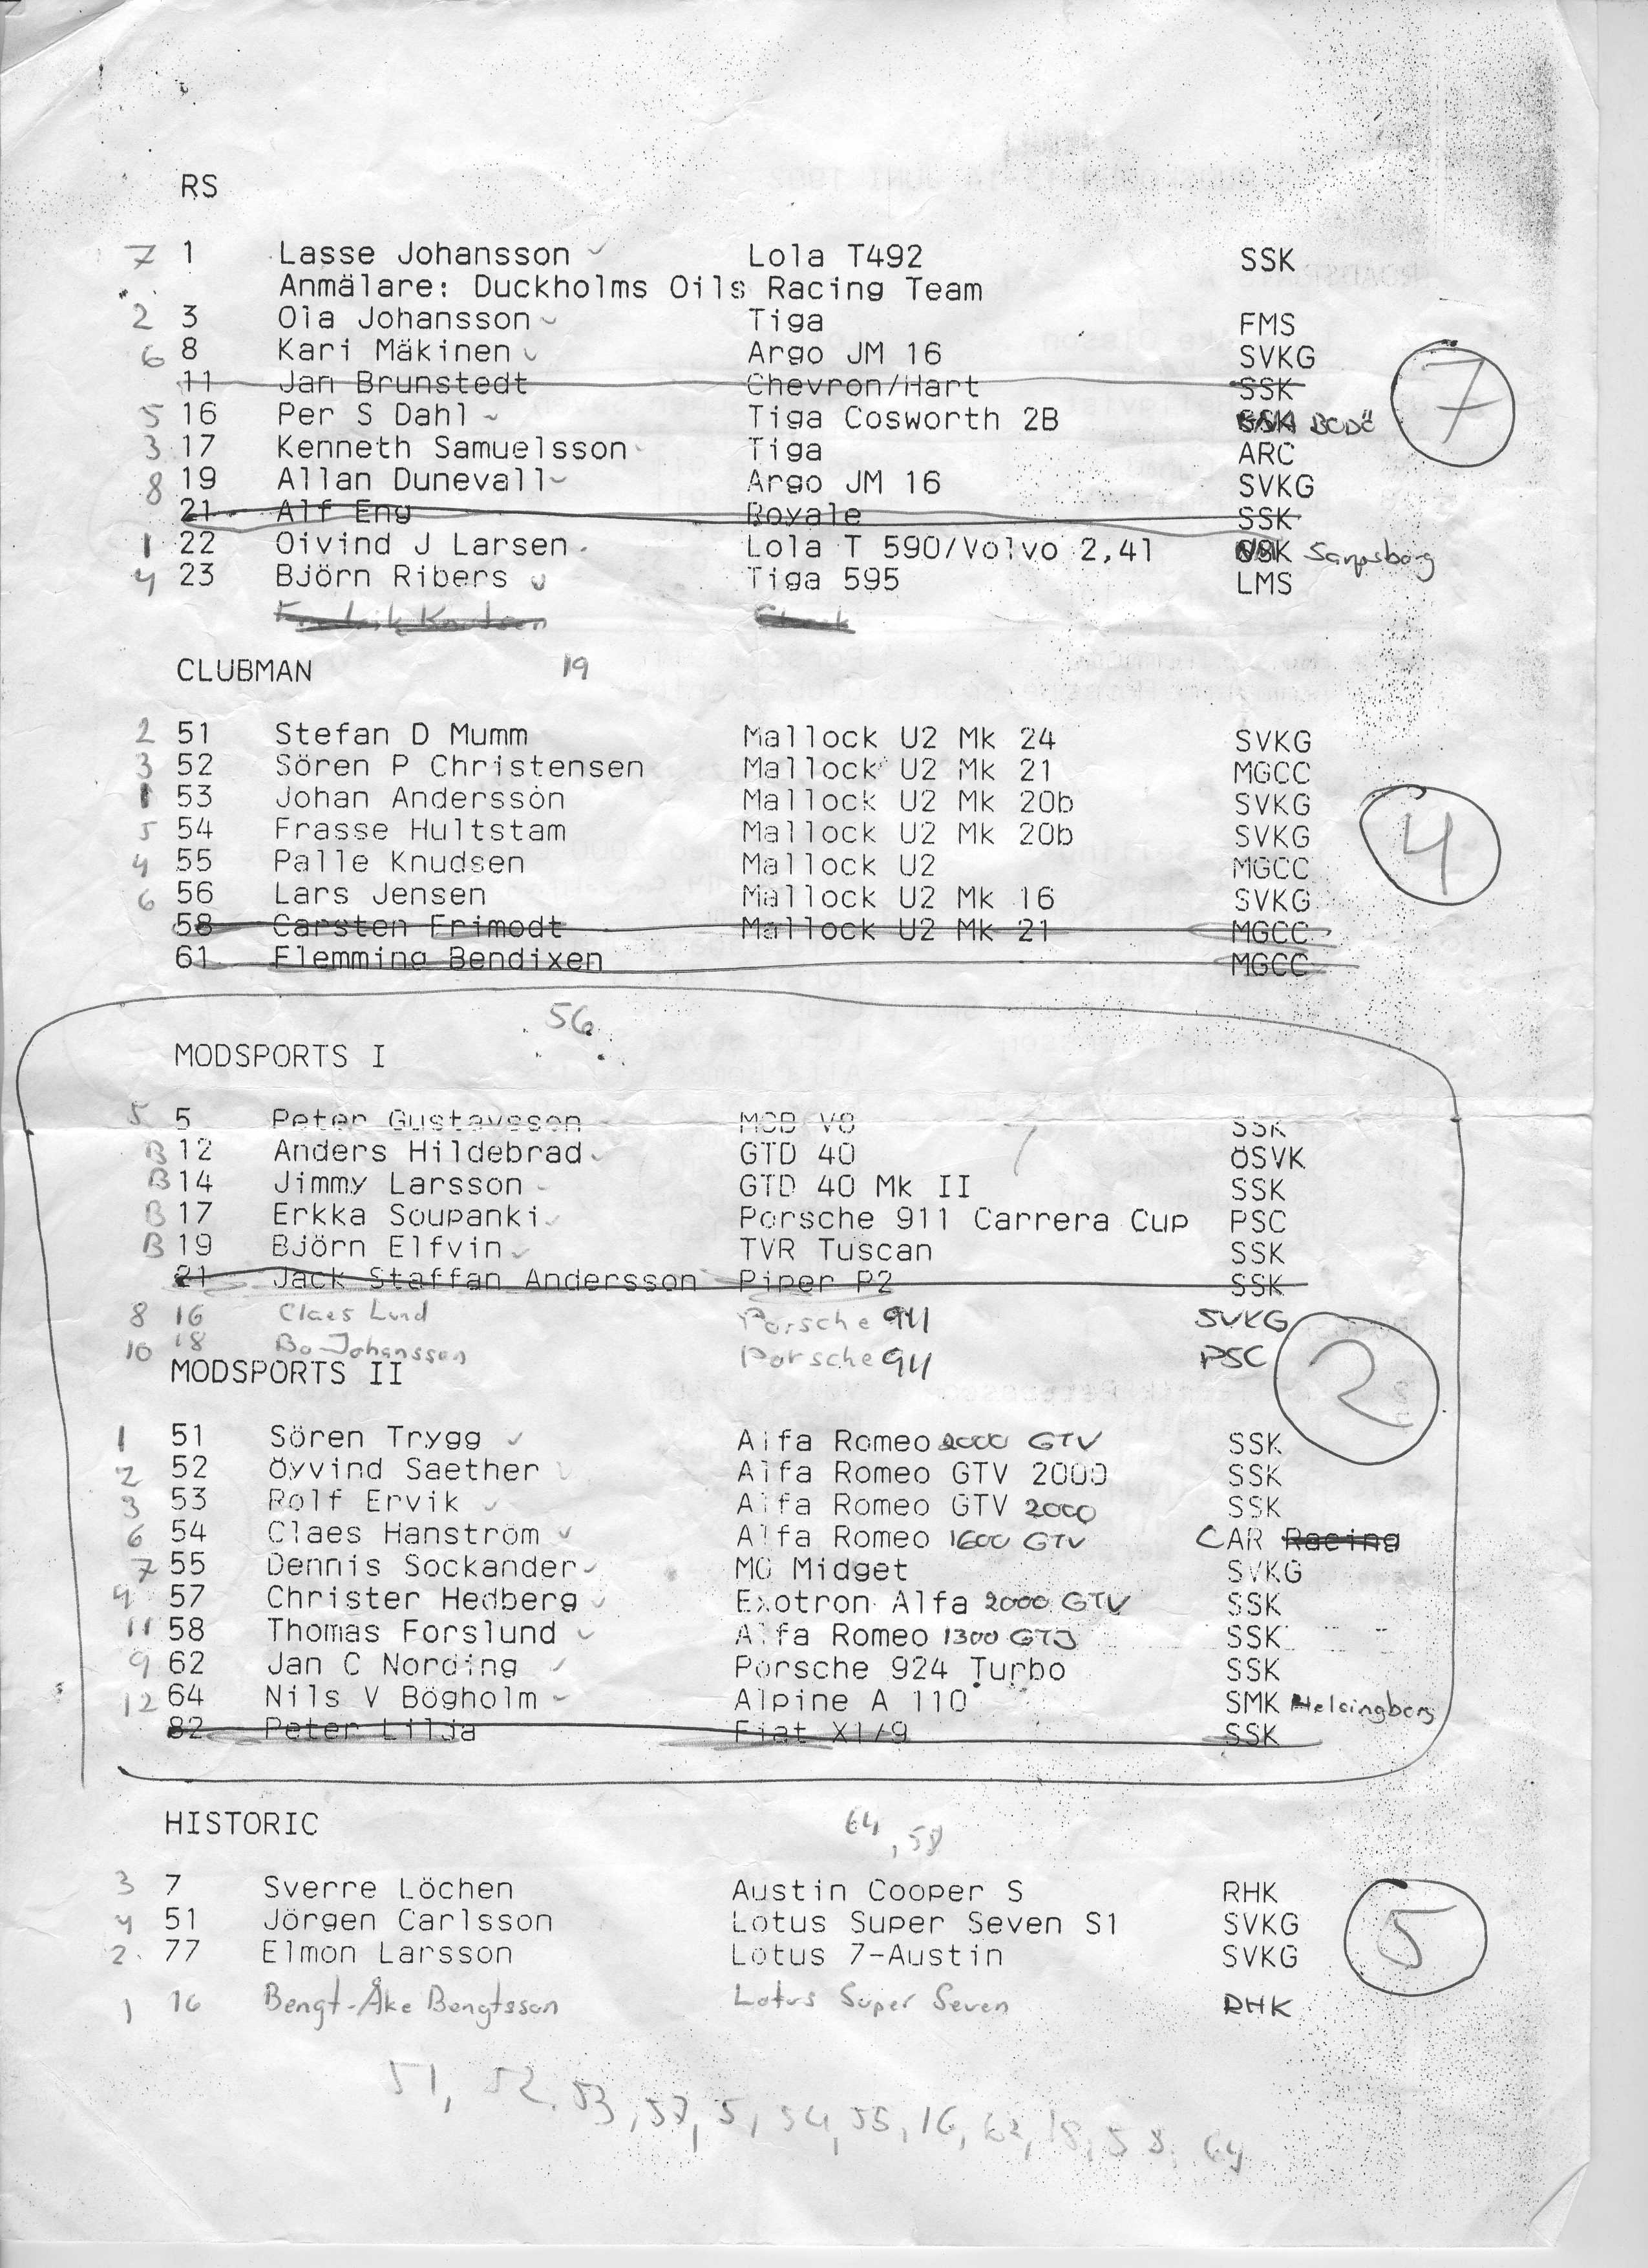 RS
7 1 Lasse Johansson Lola T492 SSK
Anmälare: Duckholms Oils Racing Team
2 3 Ola Johansson Tiga FMS
6 8 Kari Mäkinen Argo JM 16 SVKG
11 Jan Brunstedt Chevron/Hart SSK
7
5 16 Per S Dahl Tiga Cosworth 2B
3 17 Kenneth Samuelsson Tiga ARC
8 19 Allan Dunevall Argo JM 16 SVKG
21 Alf Eng Royale SSK
1 22 Oivind J Larsen Lola T 590/Volvo 2,41 Sarpsborg
4 23 Björn Ribers Tiga 595 LMS
Fredrik Knutsen
CLUBMAN 19
2 51 Stefan D Mumm Mallock U2 Mk 24 SVKG
3 52 Sören P Christensen Mallock U2 Mk 21 MGCC
1 53 Johan Andersson Mallock U2 Mk 20b SVKG
5 54 Frasse Hultstam Mallock U2 Mk 20b SVKG
4
4 55 Palle Knudsen Mallock U2 MGCC
6 56 Lars Jensen Mallock U2 Mk 16 SVKG
58 Carsten Frimodt Mallock U2 Mk 21 MGCC
61 Flemming Bendixen MGCC
56
MODSPORTS I
5 5 Peter Gustavsson MGB V8 SSK
B 12 Anders Hildebrad GTD 40 ÖSVK
B 14 Jimmy Larsson GTD 40 Mk II SSK
B 17 Erkka Soupanki Porsche 911 Carrera Cup PSC
B 19 Björn Elfvin TVR Tuscan SSK
21 Jack Staffan Andersson Piper P2 SSK
8 16 Claes Lund Porsche 944 SVKG
10 18 Bo Johansson Porsche 944 PSC
2
MODSPORTS II
1 51 Sören Trygg Alfa Romeo 2000 GTV SSK
2 52 Öyvind Saether Alfa Romeo GTV 2000 SSK
3 53 Rolf Ervik Alfa Romeo GTV 2000 SSK
6 54 Claes Hanström Alfa Romeo 1600 GTV CAR Racing
7 55 Dennis Sockander MG Midget SVKG
4 57 Christer Hedberg Exotron Alfa 2000 GTV SSK
11 58 Thomas Forslund Alfa Romeo 1300 GTJ SSK
9 62 Jan C Nording Porsche 924 Turbo SSK
12 64 Nils V Bögholm Alpine A 110 SMK Helsingborg
82 Peter Lilja Fiat X1/9 SSK
HISTORIC 64, 58
3 7 Sverre Löchen Austin Cooper S RHK
4 51 Jörgen Carlsson Lotus Super Seven S1 SVKG
5
2 77 Elmon Larsson Lotus 7-Austin SVKG
1 16 Bengt-Åke Bengtsson Lotus Super Seven RHK
51, 52, 53, 57, 5, 54, 55, 16, 62, 18, 58, 64